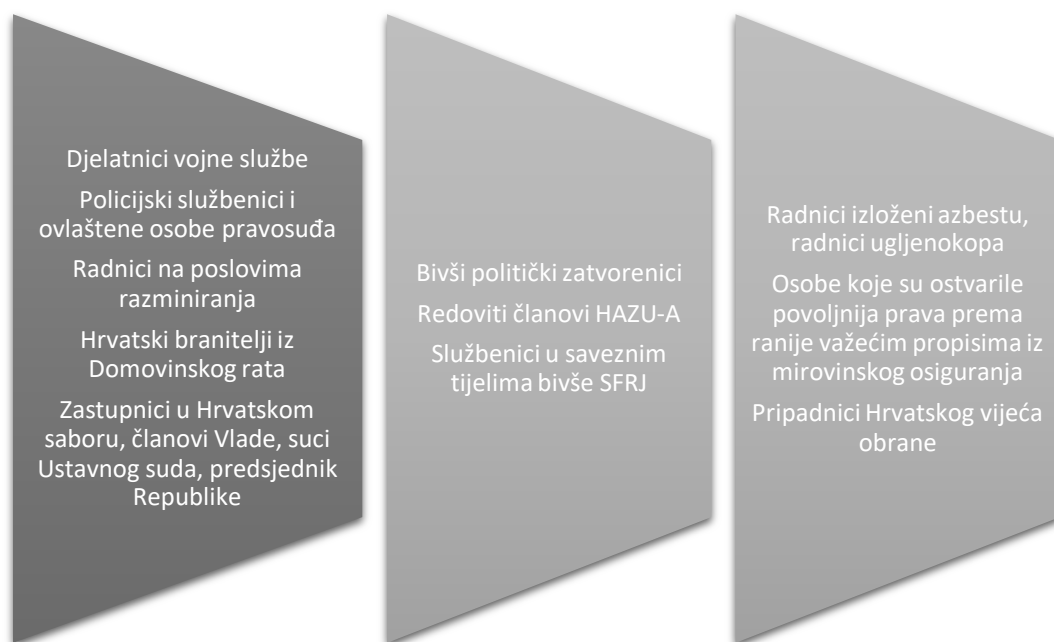 Djelatnici vojne službe
Policijski službenici i
ovlaštene osobe pravosuđa
Radnici na poslovima
razminiranja
Hrvatski branitelji iz
Domovinskog rata
Zastupnici u Hrvatskom
saboru, članovi Vlade, suci
Ustavnog suda, predsjednik
Republike
Bivši politički zatvorenici
Redoviti članovi HAZU-A
Službenici u saveznim
tijelima bivše SFRJ
Radnici izloženi azbestu,
radnici ugljenokopa
Osobe koje su ostvarile
povoljnija prava prema
ranije važećim propisima iz
mirovinskog osiguranja
Pripadnici Hrvatskog vijeća
obrane